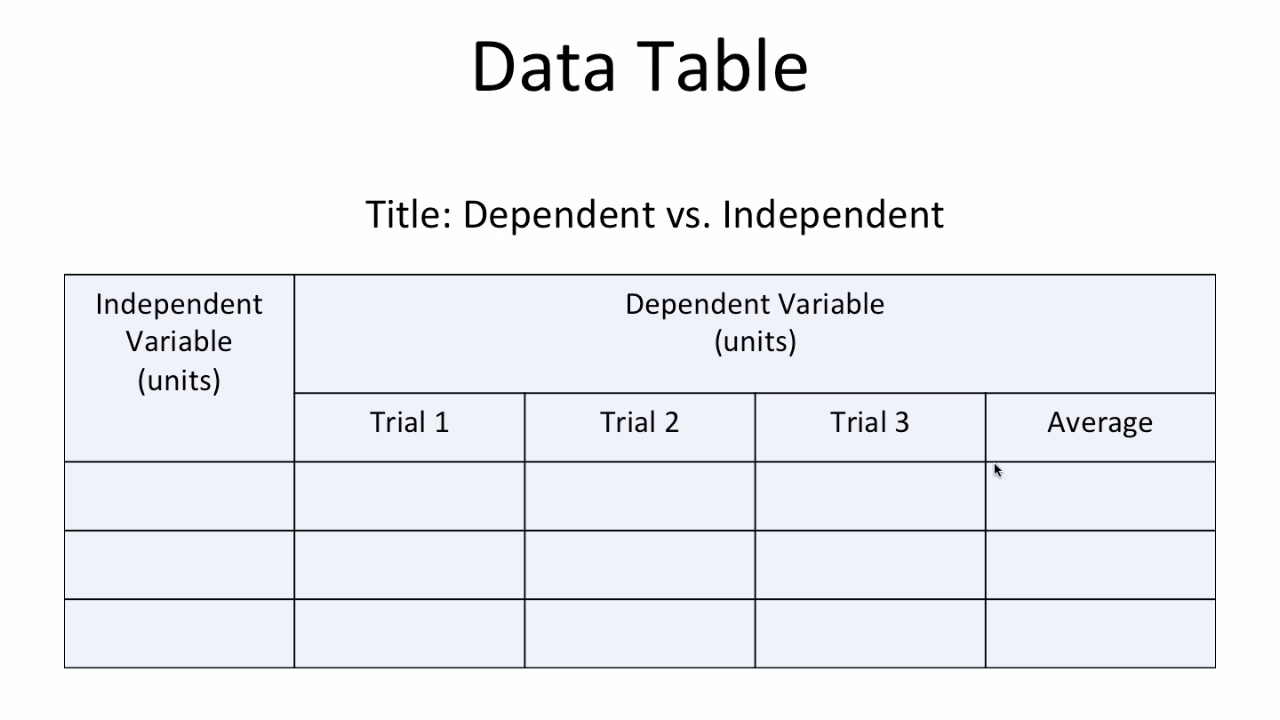 Data Table
Title: Dependent vs. Independent
Independent
Variable
(units)
Dependent Variable
(units)
Trial 1
Trial 2
Trial 3
Average